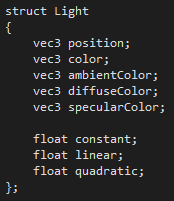 struct Light
{
    vec3 position;
    vec3 color;
    vec3 ambientColor;
    vec3 diffuseColor;
    vec3 specularColor;

    float constant;
    float linear;
    float quadratic;
};